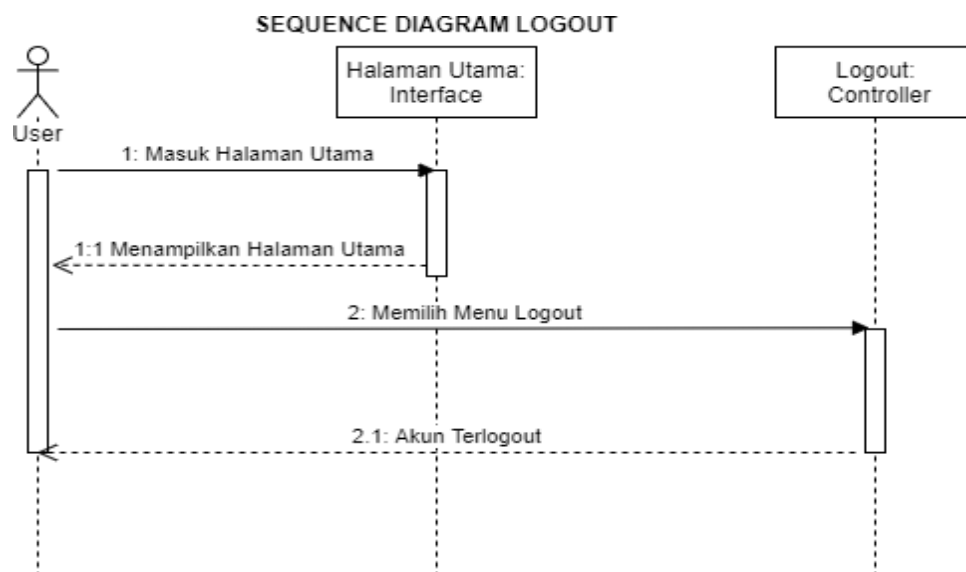 SEQUENCE DIAGRAM LOGOUT
User
Halaman Utama:
Interface
Logout:
Controller
1: Masuk Halaman Utama
1:1 Menampilkan Halaman Utama
2: Memilih Menu Logout
2.1: Akun Terlogout